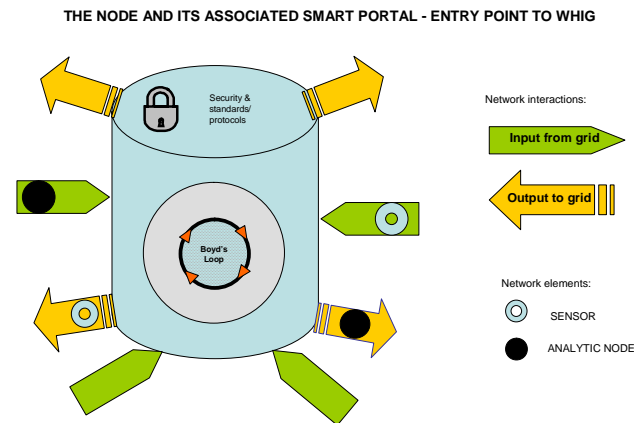 THE NODE AND ITS ASSOCIATED SMART PORTAL - ENTRY POINT TO WHIG
Security &
standards/
protocols
Boyd's
Loop
Network interactions:
Input from grid
Output to grid
Network elements:
SENSOR
ANALYTIC NODE